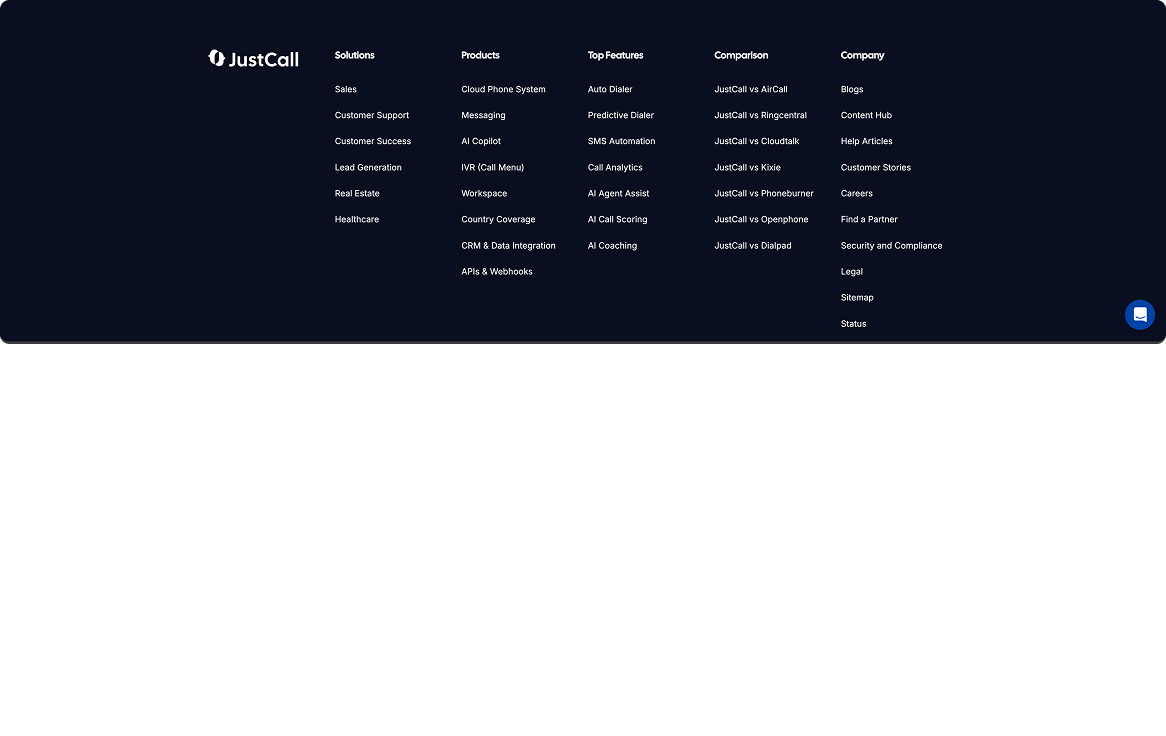 JustCall
Solutions
Sales
Customer Support
Customer Success
Lead Generation
Real Estate
Healthcare
Products
Cloud Phone System
Messaging
AI Copilot
IVR (Call Menu)
Workspace
Country Coverage
CRM & Data Integration
APIs & Webhooks
Top Features
Auto Dialer
Predictive Dialer
SMS Automation
Call Analytics
AI Agent Assist
AI Call Scoring
AI Coaching
Comparison
JustCall vs AirCall
JustCall vs Ringcentral
JustCall vs Cloudtalk
JustCall vs Kixie
JustCall vs Phoneburner
JustCall vs Openphone
JustCall vs Dialpad
Company
Blogs
Content Hub
Help Articles
Customer Stories
Careers
Find a Partner
Security and Compliance
Legal
Sitemap
Status